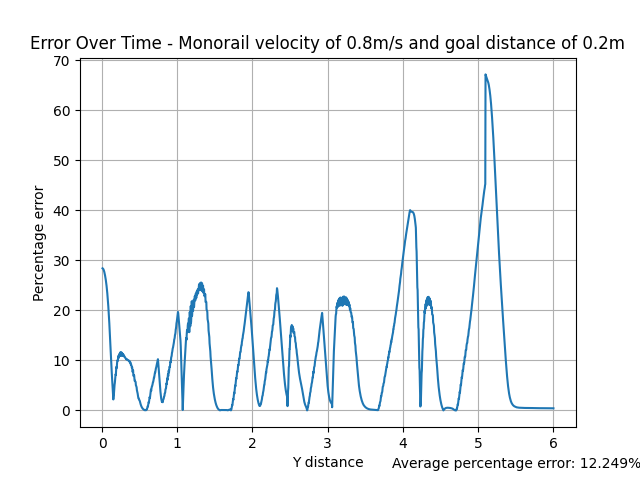 Error Over Time - Monorail velocity of 0.8m/s and goal distance of 0.2m
70
60
50
40
30
20
10
0
Percentage error
0 1 2 3 4 5 6
Y distance
Average percentage error: 12.249%